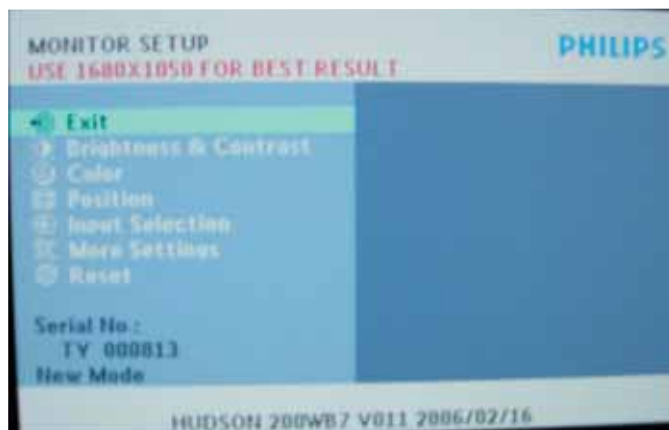 MONITOR SETUP
PHILIPS
USE 1680X1050 FOR BEST RESULT
Exit
Brightness & Contrast
Color
Position
Input Selection
More Settings
Reset
Serial No.:
TY 000813
New Mode
HUDSON 200WB7 V011 2006/02/16